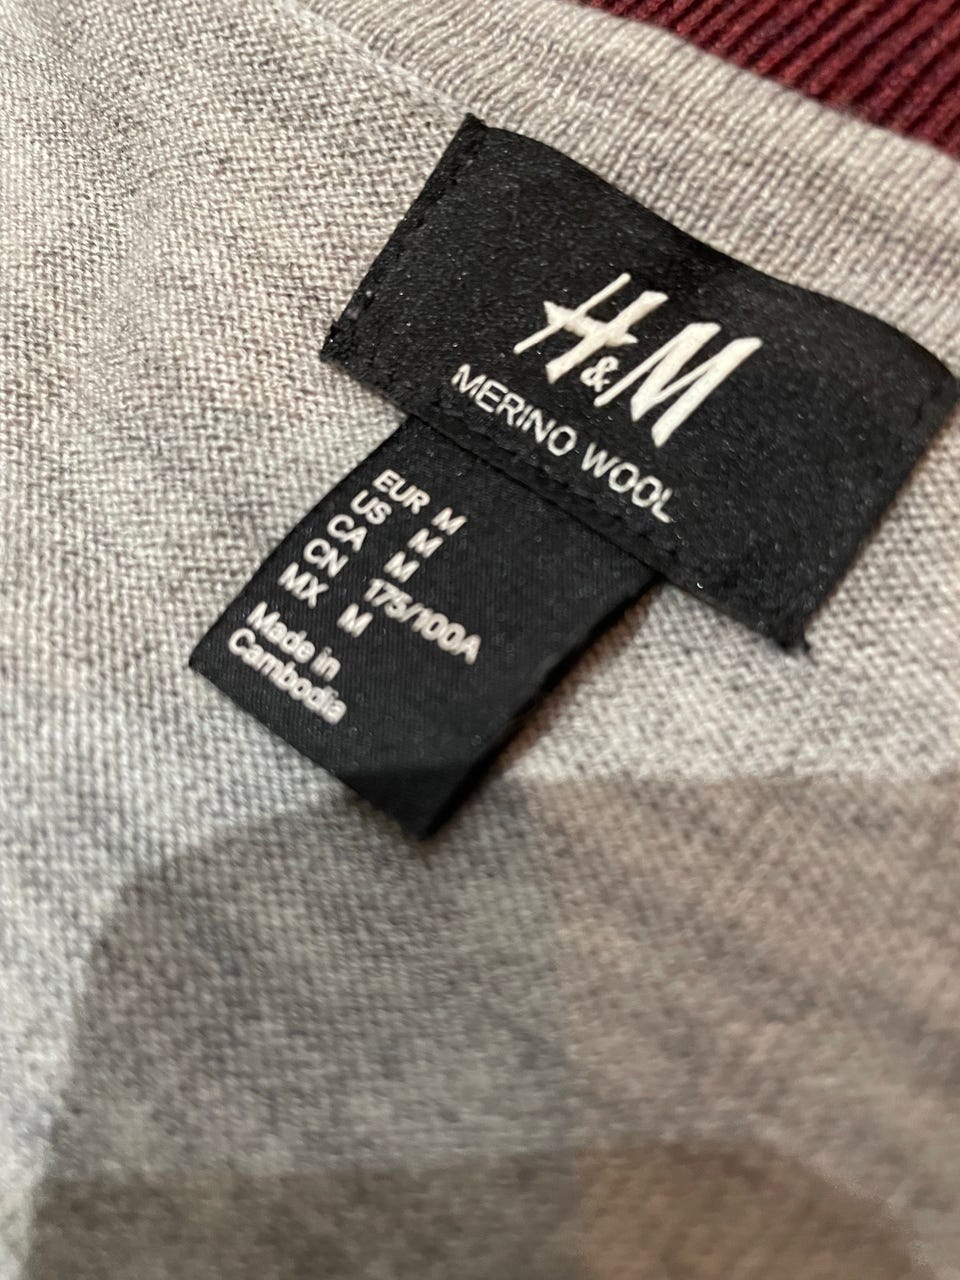 H&M
MERINO WOOL
EUR M
US M
CA M
CN 175/100A
MX M
Made in
Cambodia